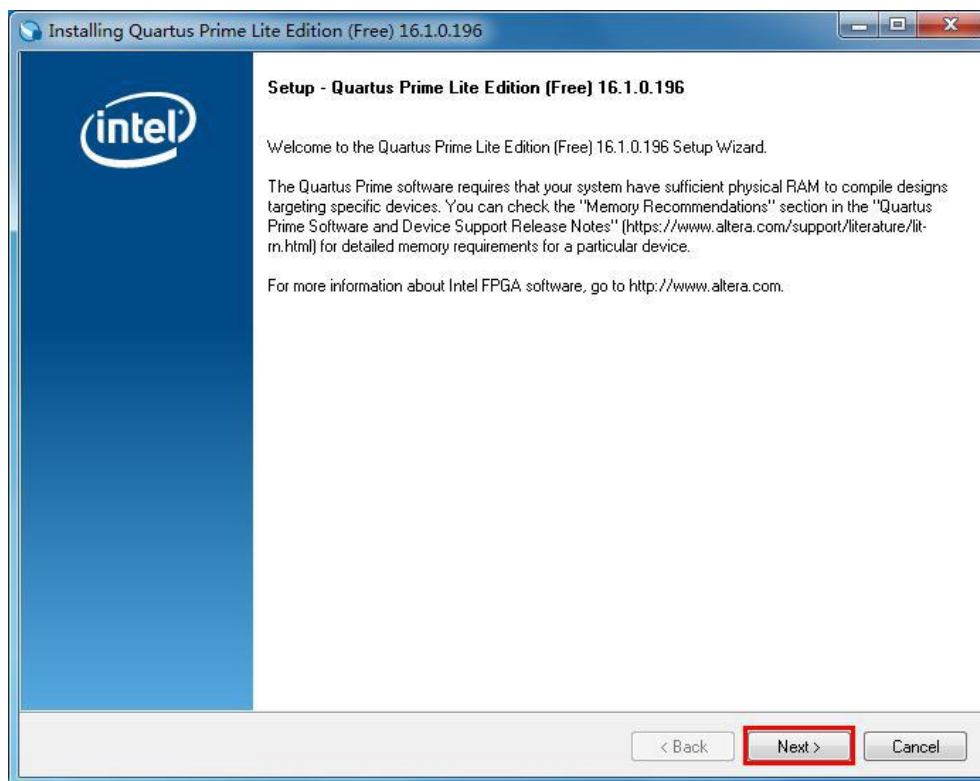 Installing Quartus Prime Lite Edition (Free) 16.1.0.196
intel
Setup - Quartus Prime Lite Edition (Free) 16.1.0.196
Welcome to the Quartus Prime Lite Edition (Free) 16.1.0.196 Setup Wizard.
The Quartus Prime software requires that your system have sufficient physical RAM to compile designs
targeting specific devices. You can check the "Memory Recommendations" section in the "Quartus
Prime Software and Device Support Release Notes" (https://www.altera.com/support/literature/lit-
rn.html) for detailed memory requirements for a particular device.
For more information about Intel FPGA software, go to http://www.altera.com.
< Back Next > Cancel